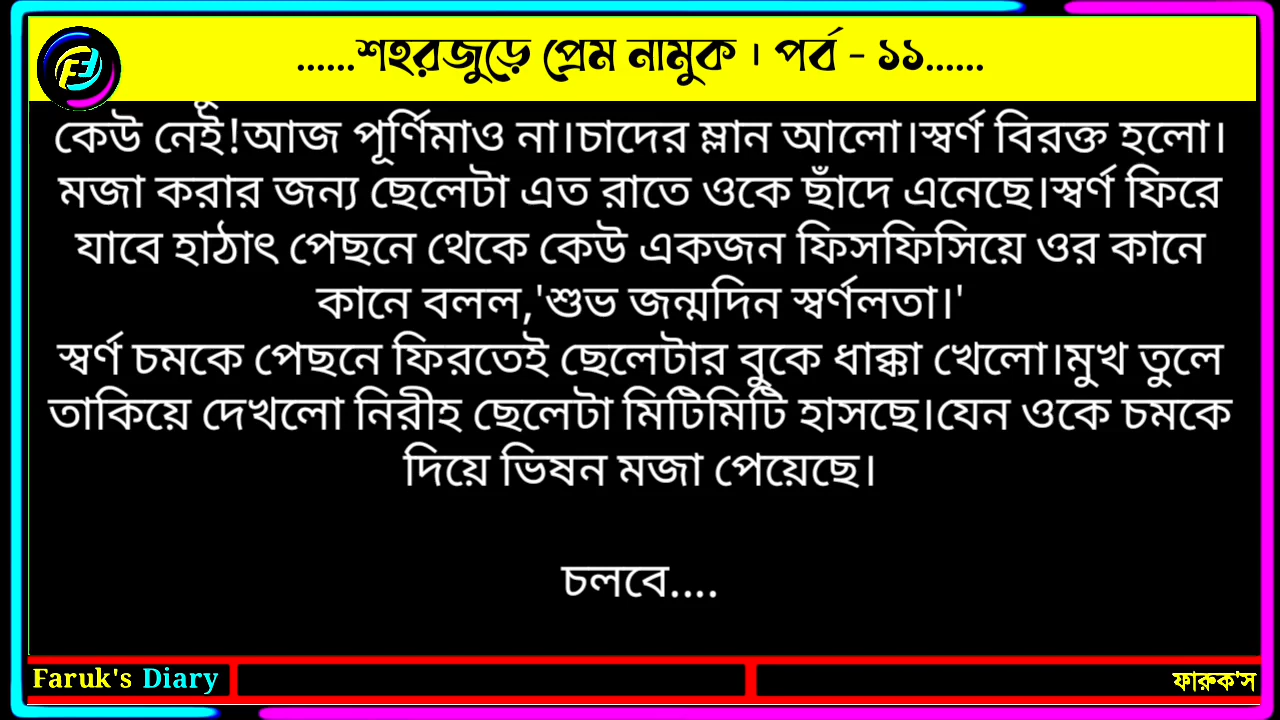 ......শহরজুড়ে প্রেম নামুক । পর্ব - ১১......
কেউ নেই!আজ পূর্ণিমাও না।চাদের ম্লান আলো।স্বর্ণ বিরক্ত হলো।
মজা করার জন্য ছেলেটা এত রাতে ওকে ছাঁদে এনেছে।স্বর্ণ ফিরে
যাবে হাঠাৎ পেছনে থেকে কেউ একজন ফিসফিসিয়ে ওর কানে
কানে বলল,'শুভ জন্মদিন স্বর্ণলতা।'
স্বর্ণ চমকে পেছনে ফিরতেই ছেলেটার বুকে ধাক্কা খেলো।মুখ তুলে
তাকিয়ে দেখলো নিরীহ ছেলেটা মিটিমিটি হাসছে।যেন ওকে চমকে
দিয়ে ভিষন মজা পেয়েছে।
চলবে....
Faruk's Diary
ফারুক'স